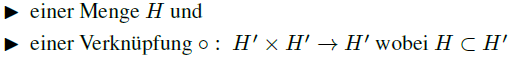 ▶ einer Menge H und
▶ einer Verknüpfung ∘ : H′ × H′ → H′ wobei H ⊂ H′